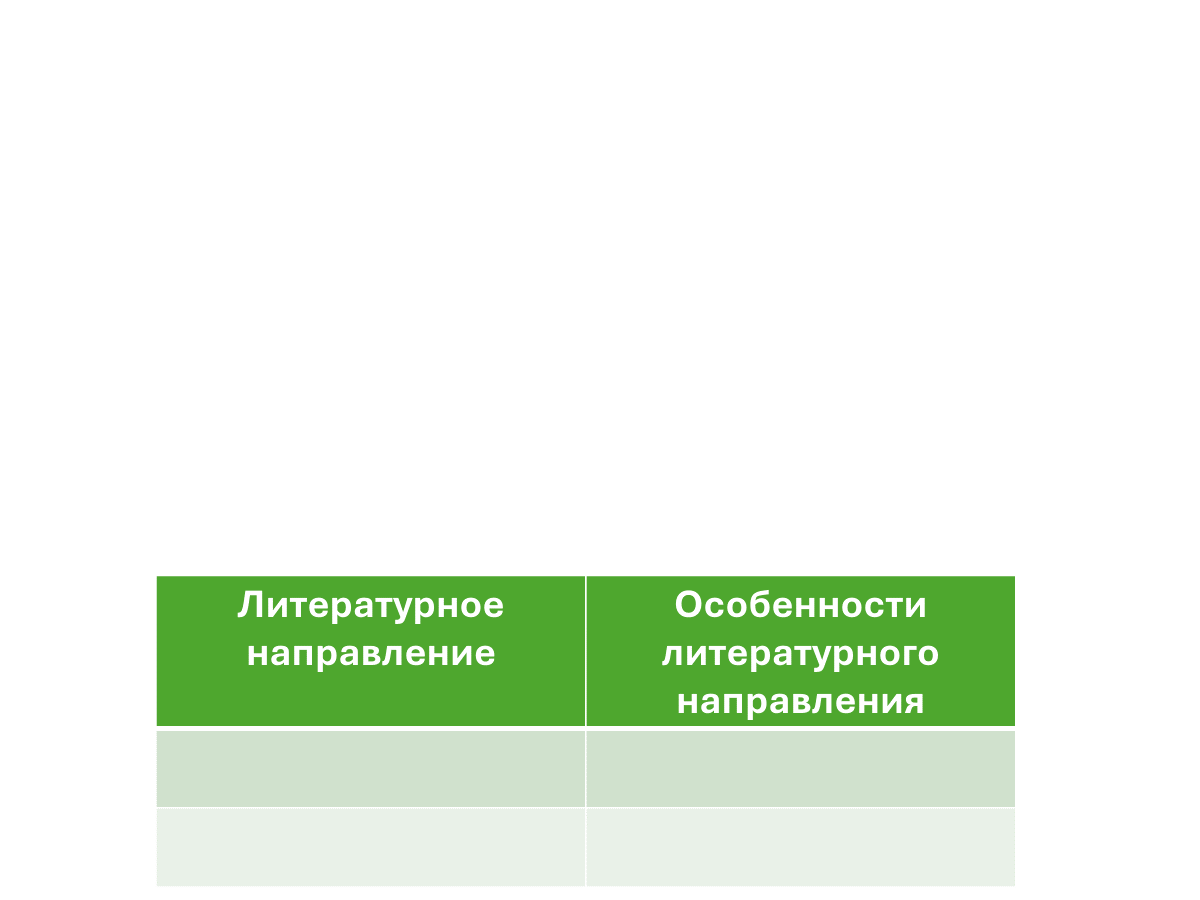 Литературное
направление
Особенности
литературного
направления